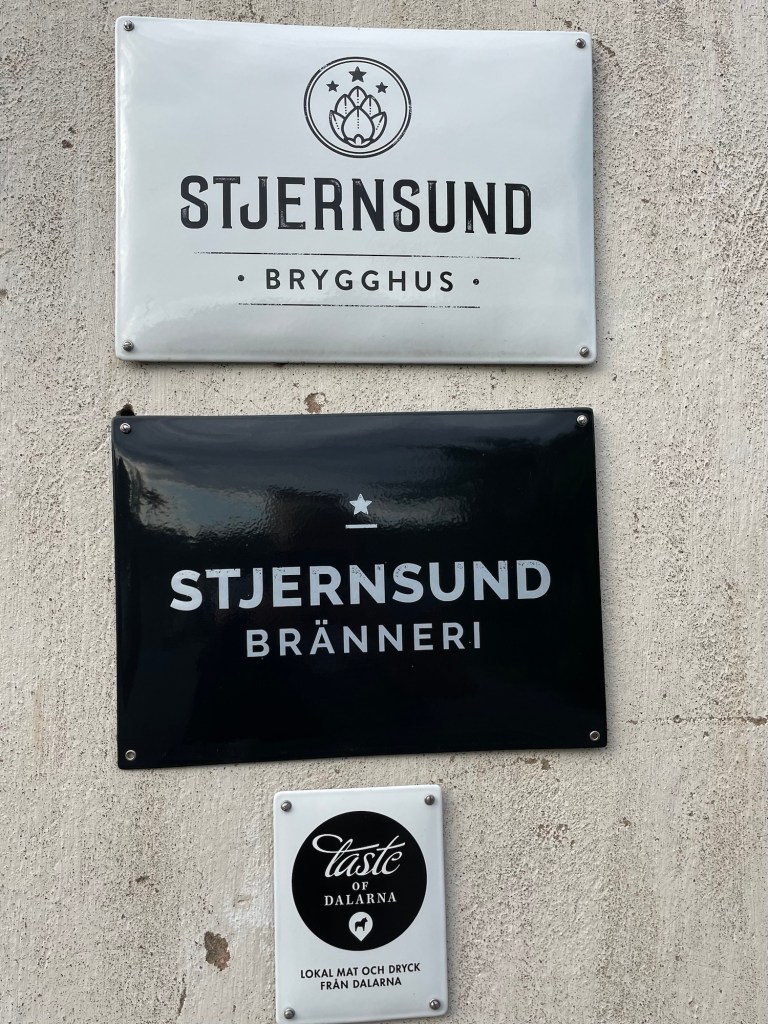 STJERNSUND
• BRYGGHUS •
STJERNSUND
BRÄNNERI
taste
OF
DALARNA
LOKAL MAT OCH DRYCK
FRÅN DALARNA